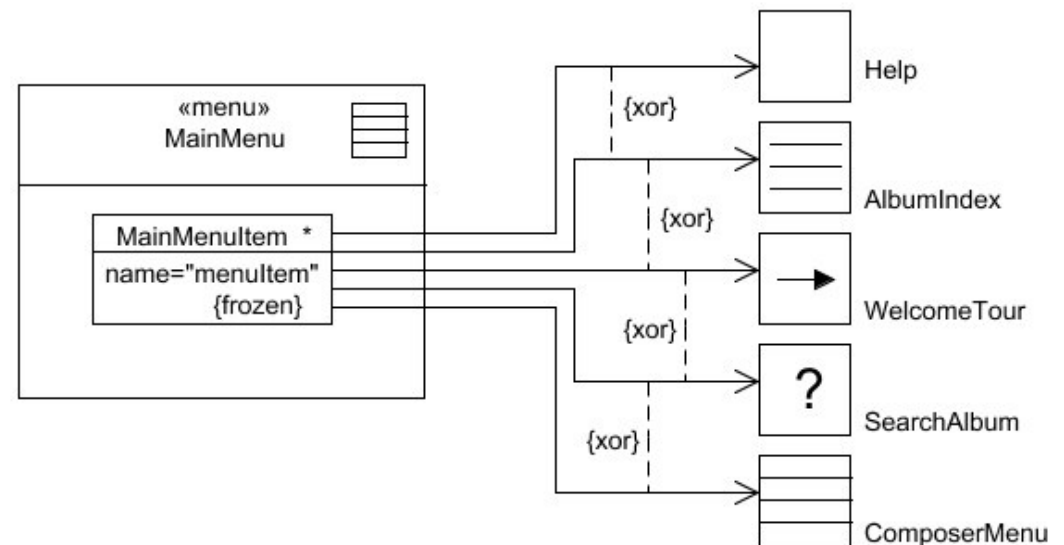 «menu»
MainMenu
MainMenuItem *
name="menuItem"
{frozen}
{xor}
{xor}
{xor}
{xor}
Help
AlbumIndex
WelcomeTour
?
SearchAlbum
ComposerMenu